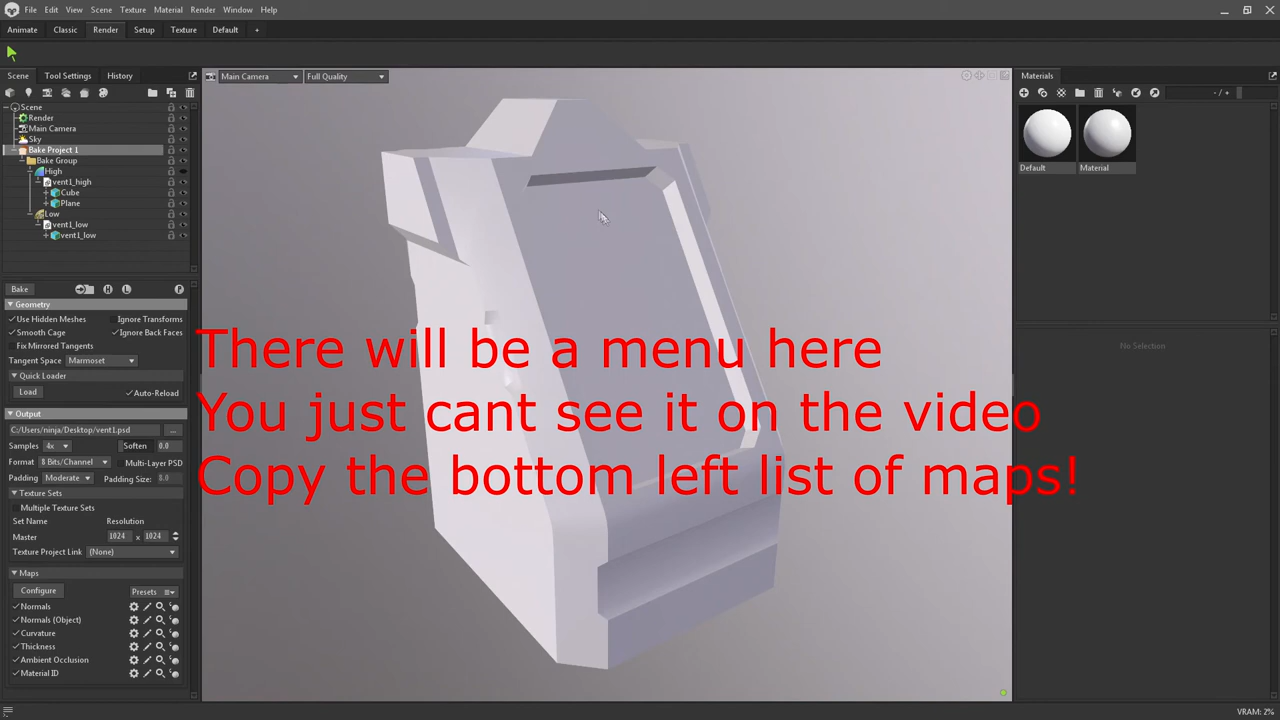 File Edit View Scene Texture Material Render Window Help
Animate Classic Render Setup Texture Default +
Scene Tool Settings History
Main Camera Full Quality
Materials
- / +
Scene
Render
Main Camera
Sky
Bake Project 1
Bake Group
High
vent1_high
Cube
Plane
Low
vent1_low
vent1_low
Default Material
No Selection
Bake H L P
Geometry
Use Hidden Meshes Ignore Transforms
Smooth Cage Ignore Back Faces
Fix Mirrored Tangents
Tangent Space Marmoset
Quick Loader
Load Auto-Reload
Output
C:/Users/ninja/Desktop/vent1.psd ...
Samples 4x Soften 0.0
Format 8 Bits/Channel Multi-Layer PSD
Padding Moderate Padding Size: 8.0
Texture Sets
Multiple Texture Sets
Set Name Resolution
Master 1024 x 1024
Texture Project Link (None)
Maps
Configure Presets
Normals
Normals (Object)
Curvature
Thickness
Ambient Occlusion
Material ID
There will be a menu here
You just cant see it on the video
Copy the bottom left list of maps!
VRAM: 2%